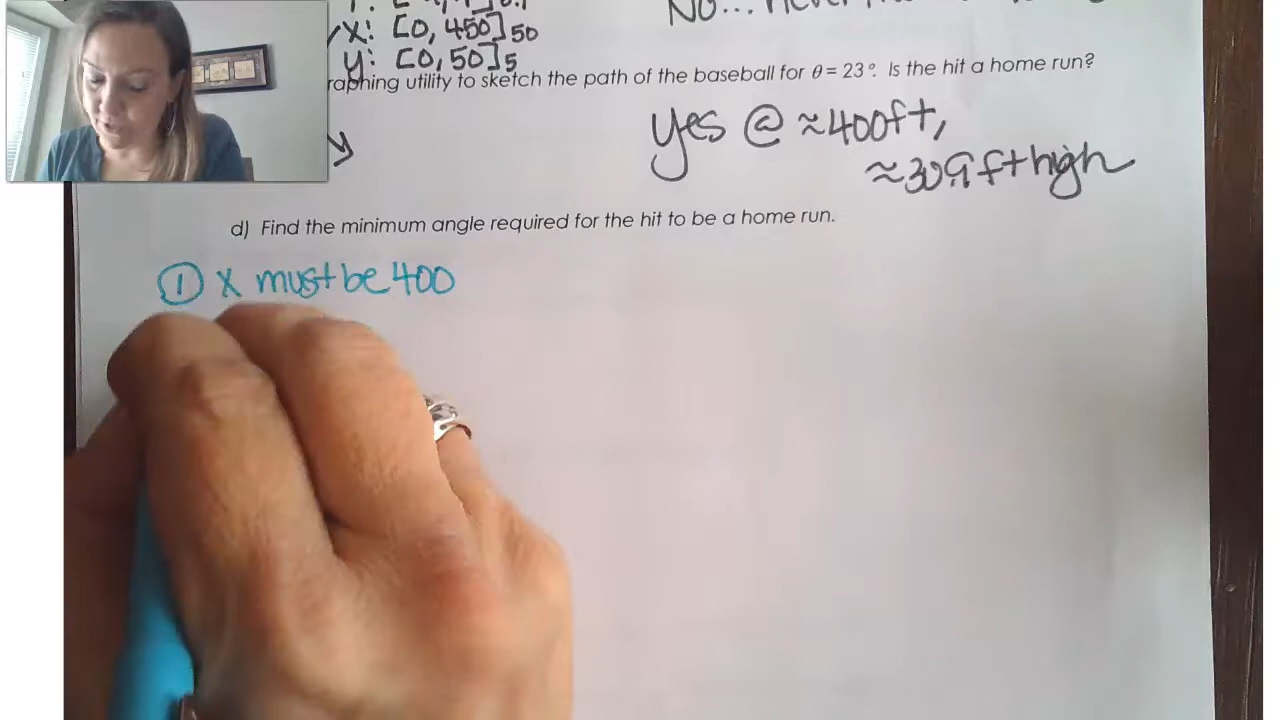 x: [0, 450]50
y: [0, 50]5
raphing utility to sketch the path of the baseball for θ = 23°. Is the hit a home run?
yes @ ≈400ft,
≈30.9 ft high
d) Find the minimum angle required for the hit to be a home run.
① x must be 400